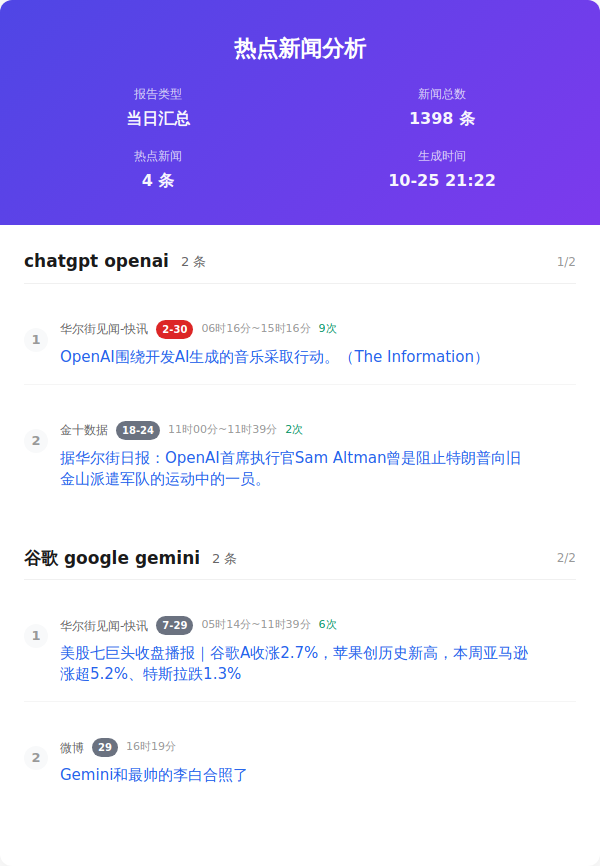 热点新闻分析
报告类型
新闻总数
当日汇总
1398 条
热点新闻
生成时间
4 条
10-25 21:22
chatgpt openai 2 条 1/2
1 华尔街见闻-快讯 2-30 06时16分~15时16分 9次
OpenAI围绕开发AI生成的音乐采取行动。（The Information）
2 金十数据 18-24 11时00分~11时39分 2次
据华尔街日报：OpenAI首席执行官Sam Altman曾是阻止特朗普向旧
金山派遣军队的运动中的一员。
谷歌 google gemini 2 条 2/2
1 华尔街见闻-快讯 7-29 05时14分~11时39分 6次
美股七巨头收盘播报｜谷歌A收涨2.7%，苹果创历史新高，本周亚马逊
涨超5.2%、特斯拉跌1.3%
2 微博 29 16时19分
Gemini和最帅的李白合照了